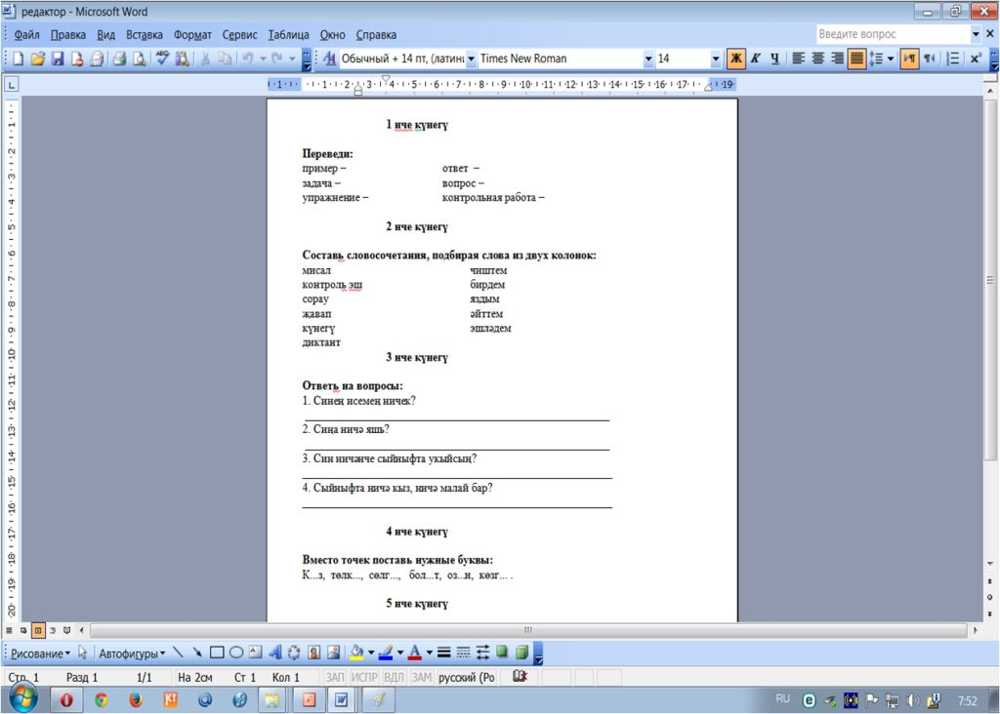 редактор - Microsoft Word
Файл Правка Вид Вставка Формат Сервис Таблица Окно Справка
Введите вопрос
Обычный + 14 пт, (латин Times New Roman 14 Ж К Ч
1 нче күнегү
Переведи:
пример – ответ –
задача – вопрос –
упражнение – контрольная работа –
2 нче күнегү
Составь словосочетания, подбирая слова из двух колонок:
мисал чиштем
контроль эш бирдем
сорау яздым
җавап әйттем
күнегү эшләдем
диктант
3 нче күнегү
Ответь на вопросы:
1. Синең исемең ничек?
2. Сиңа ничә яшь?
3. Син ничәнче сыйныфта укыйсың?
4. Сыйныфта ничә кыз, ничә малай бар?
4 нче күнегү
Вместо точек поставь нужные буквы:
К...з, төлк..., сөлг..., бол...т, оз...н, көзг... .
5 нче күнегү
Рисование Автофигуры
Стр. 1 Разд 1 1/1 На 2см Ст 1 Кол 1 ЗАП ИСПР ВДЛ ЗАМ русский (Ро
RU 7:52